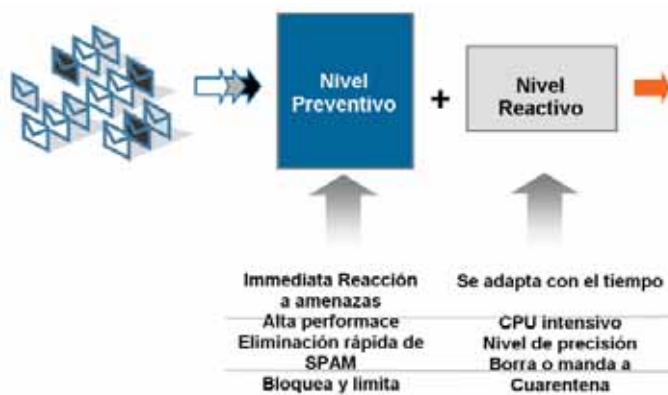 Nivel
Preventivo
+
Nivel
Reactivo
Immediata Reacción
a amenazas
Alta performace
Eliminación rápida de
SPAM
Bloquea y limita
Se adapta con el tiempo
CPU intensivo
Nivel de precisión
Borra o manda a
Cuarentena